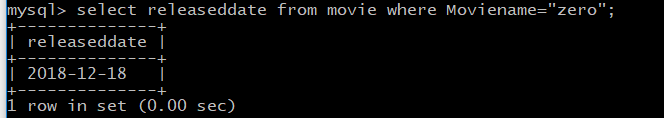 mysql> select releaseddate from movie where Moviename="zero";
+--------------+
| releaseddate |
+--------------+
| 2018-12-18   |
+--------------+
1 row in set (0.00 sec)